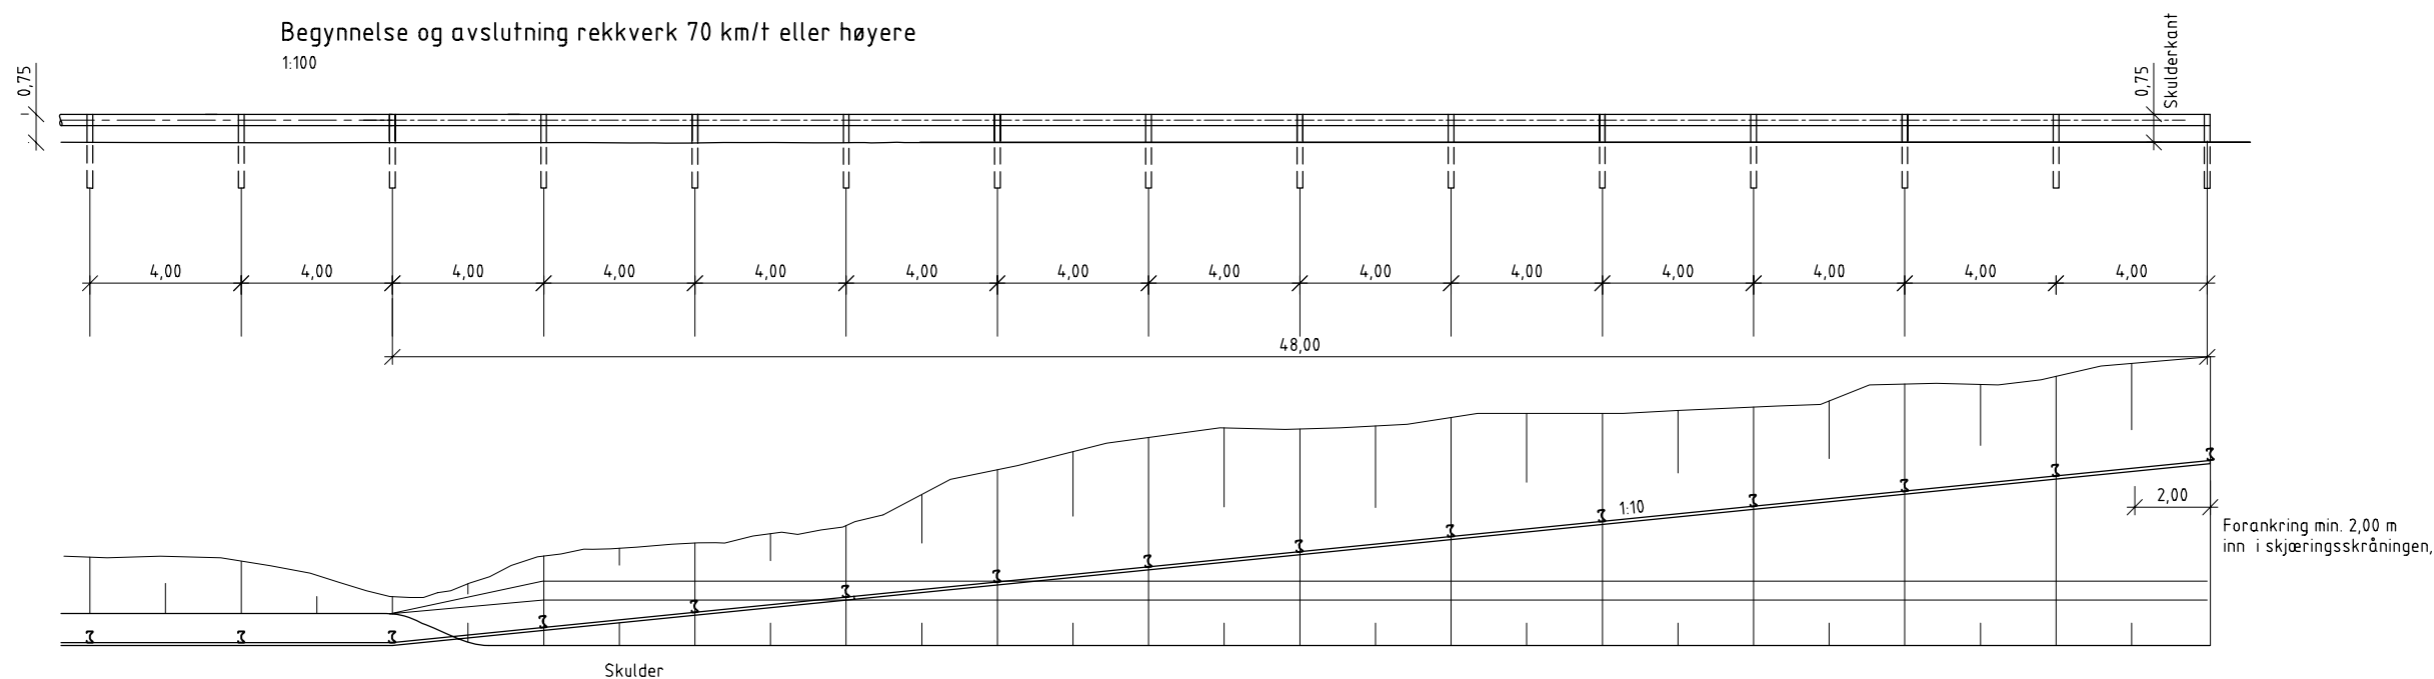 Begynnelse og avslutning rekkverk 70 km/t eller høyere
1:100
0,75
0,75
Skulderkant
4,00 4,00 4,00 4,00 4,00 4,00 4,00 4,00 4,00 4,00 4,00 4,00 4,00 4,00
48,00
1:10
2,00
Forankring min. 2,00 m
inn i skjæringsskråningen,
Skulder